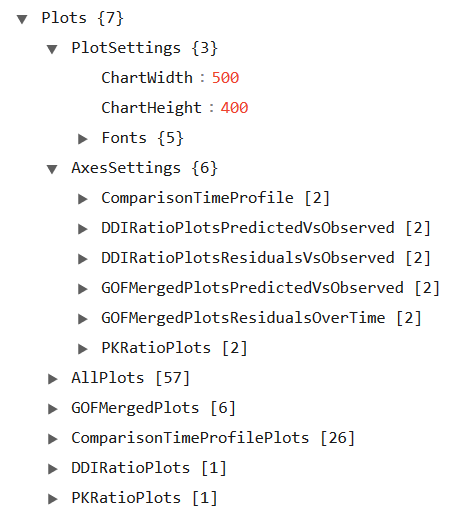 Plots {7}
PlotSettings {3}
ChartWidth : 500
ChartHeight : 400
Fonts {5}
AxesSettings {6}
ComparisonTimeProfile [2]
DDIRatioPlotsPredictedVsObserved [2]
DDIRatioPlotsResidualsVsObserved [2]
GOFMergedPlotsPredictedVsObserved [2]
GOFMergedPlotsResidualsOverTime [2]
PKRatioPlots [2]
AllPlots [57]
GOFMergedPlots [6]
ComparisonTimeProfilePlots [26]
DDIRatioPlots [1]
PKRatioPlots [1]